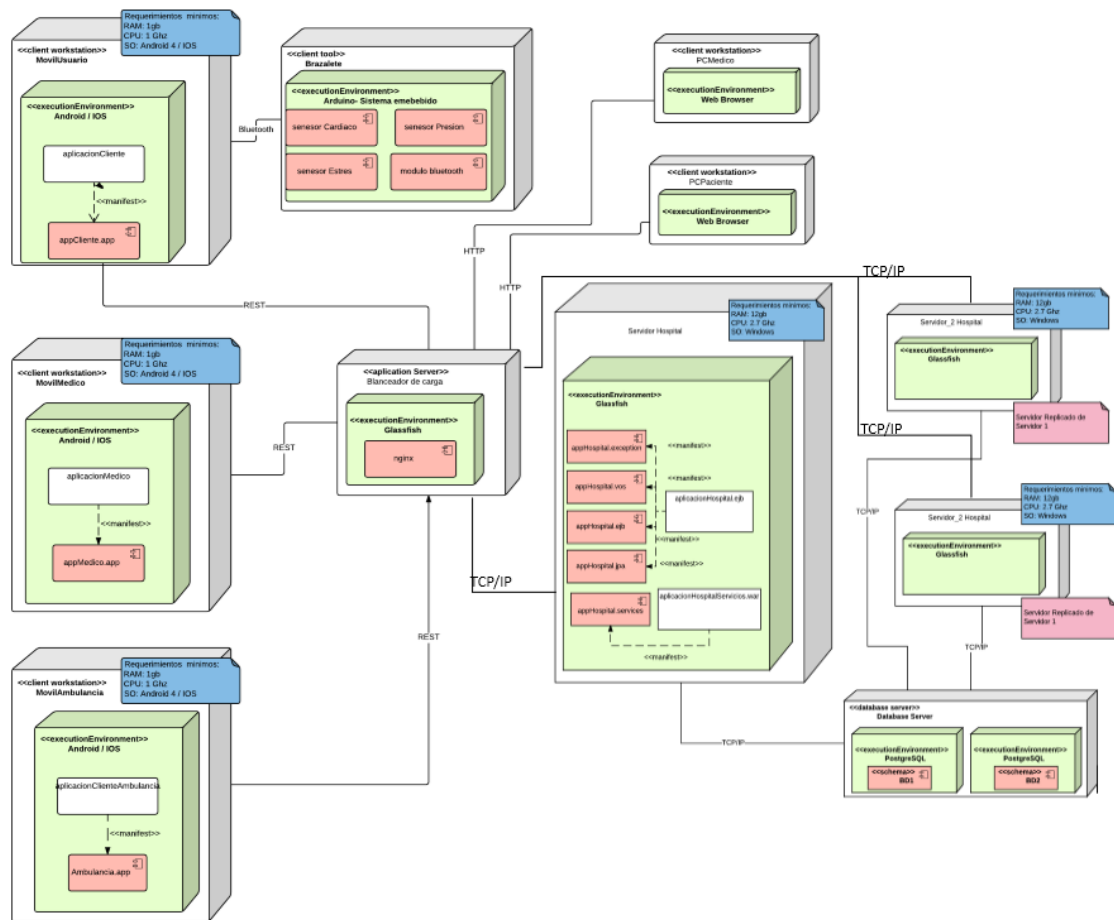 Requerimientos minimos:
RAM: 1gb
CPU: 1 Ghz
SO: Android 4 / IOS
<<client workstation>>
MovilUsuario
<<executionEnvironment>>
Android / IOS
aplicacionCliente
<<manifest>>
appCliente.app
Bluetooth
<<client tool>>
Brazalete
<<executionEnvironment>>
Arduino- Sistema emebebido
senesor Cardiaco
senesor Presion
senesor Estres
modulo bluetooth
<<client workstation>>
PCMedico
<<executionEnvironment>>
Web Browser
<<client workstation>>
PCPaciente
<<executionEnvironment>>
Web Browser
HTTP
HTTP
REST
TCP/IP
Requerimientos minimos:
RAM: 1gb
CPU: 1 Ghz
SO: Android 4 / IOS
<<client workstation>>
MovilMedico
<<executionEnvironment>>
Android / IOS
aplicacionMedico
<<manifest>>
appMedico.app
REST
<<aplication Server>>
Blanceador de carga
<<executionEnvironment>>
Glassfish
nginx
TCP/IP
REST
Requerimientos minimos:
RAM: 12gb
CPU: 2.7 Ghz
SO: Windows
Servidor Hospital
<<executionEnvironment>>
Glassfish
appHospital.exception
<<manifest>>
appHospital.vos
<<manifest>>
aplicacionHospital.ejb
appHospital.ejb
<<manifest>>
appHospital.jpa
<<manifest>>
aplicacionHospitalServicios.war
appHospital.services
<<manifest>>
Requerimientos minimos:
RAM: 12gb
CPU: 2.7 Ghz
SO: Windows
Servidor_2 Hospital
<<executionEnvironment>>
Glassfish
Servidor Replicado de
Servidor 1
TCP/IP
TCP/IP
Requerimientos minimos:
RAM: 12gb
CPU: 2.7 Ghz
SO: Windows
Servidor_2 Hospital
<<executionEnvironment>>
Glassfish
Servidor Replicado de
Servidor 1
TCP/IP
TCP/IP
<<database server>>
Database Server
<<executionEnvironment>>
PostgreSQL
<<schema>>
BD1
<<executionEnvironment>>
PostgreSQL
<<schema>>
BD2
Requerimientos minimos:
RAM: 1gb
CPU: 1 Ghz
SO: Android 4 / IOS
<<client workstation>>
MovilAmbulancia
<<executionEnvironment>>
Android / IOS
aplicacionClienteAmbulancia
<<manifest>>
Ambulancia.app